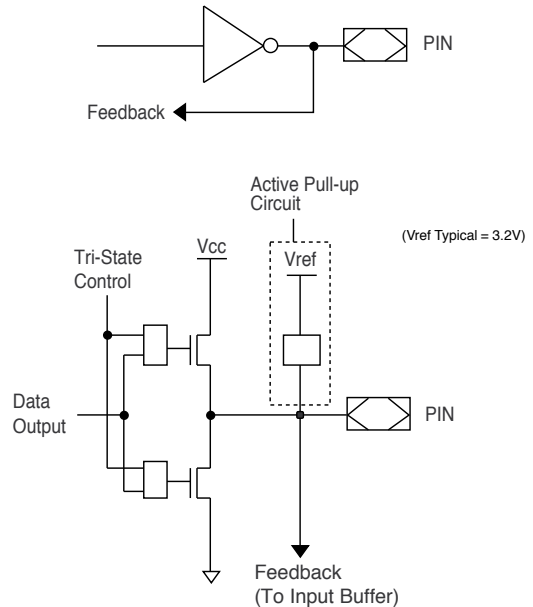 PIN
Feedback
Active Pull-up
Circuit
(Vref Typical = 3.2V)
Vcc
Vref
Tri-State
Control
Data
Output
PIN
Feedback
(To Input Buffer)